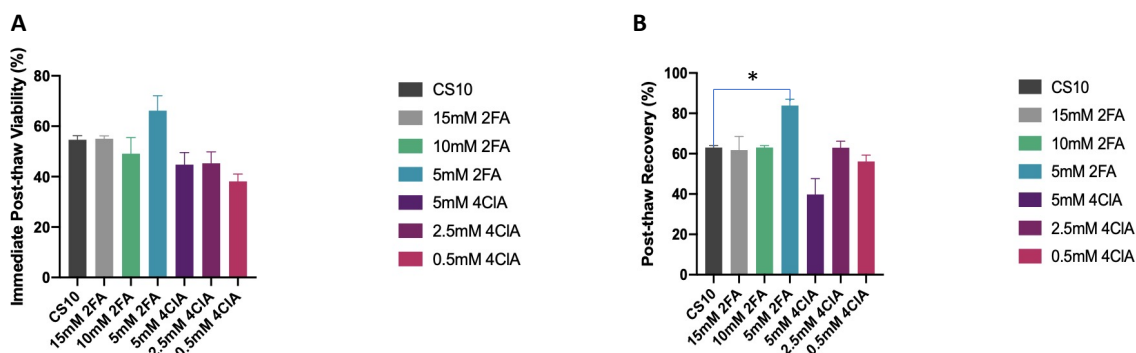 A
Immediate Post-thaw Viability (%)
80
60
40
20
0
CS10
15mM 2FA
10mM 2FA
5mM 2FA
5mM 4ClA
2.5mM 4ClA
0.5mM 4ClA
CS10
15mM 2FA
10mM 2FA
5mM 2FA
5mM 4ClA
2.5mM 4ClA
0.5mM 4ClA
B
Post-thaw Recovery (%)
100
80
60
40
20
0
*
CS10
15mM 2FA
10mM 2FA
5mM 2FA
5mM 4ClA
2.5mM 4ClA
0.5mM 4ClA
CS10
15mM 2FA
10mM 2FA
5mM 2FA
5mM 4ClA
2.5mM 4ClA
0.5mM 4ClA